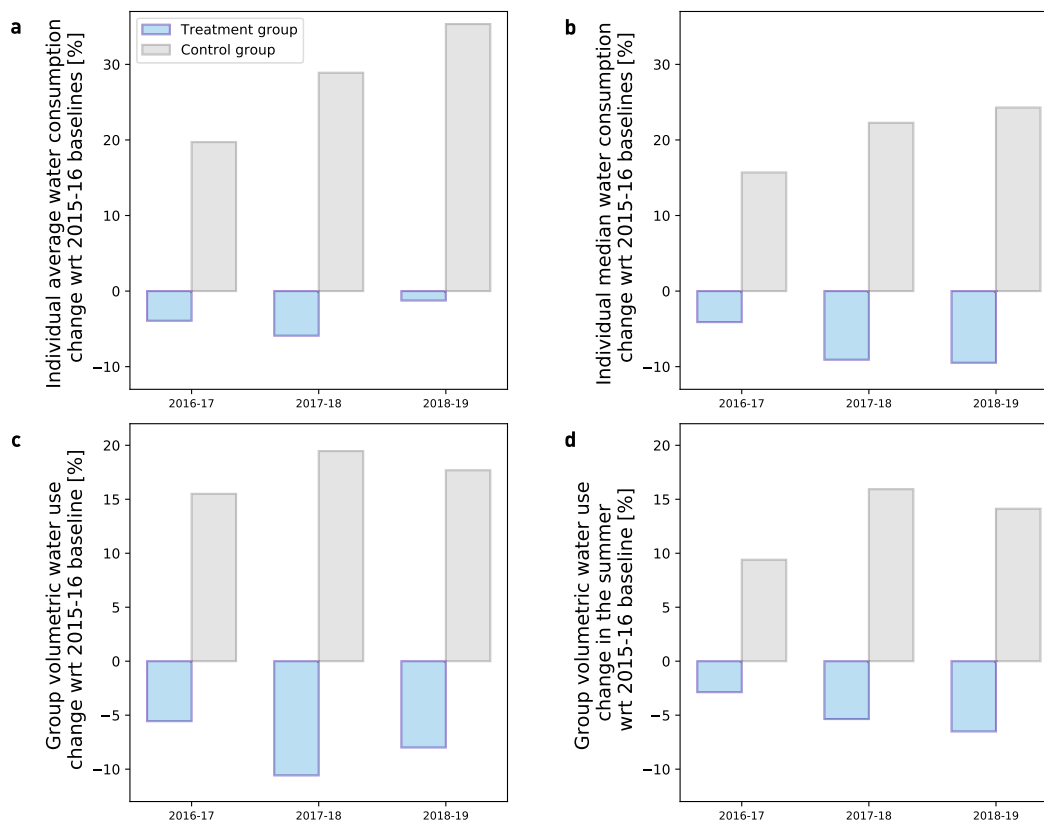 a
Individual average water consumption
change wrt 2015-16 baselines [%]
Treatment group
Control group
30
20
10
0
−10
2016-17
2017-18
2018-19
b
Individual median water consumption
change wrt 2015-16 baselines [%]
30
20
10
0
−10
2016-17
2017-18
2018-19
c
Group volumetric water use
change wrt 2015-16 baseline [%]
20
15
10
5
0
−5
−10
2016-17
2017-18
2018-19
d
Group volumetric water use
change in the summer
wrt 2015-16 baseline [%]
20
15
10
5
0
−5
−10
2016-17
2017-18
2018-19